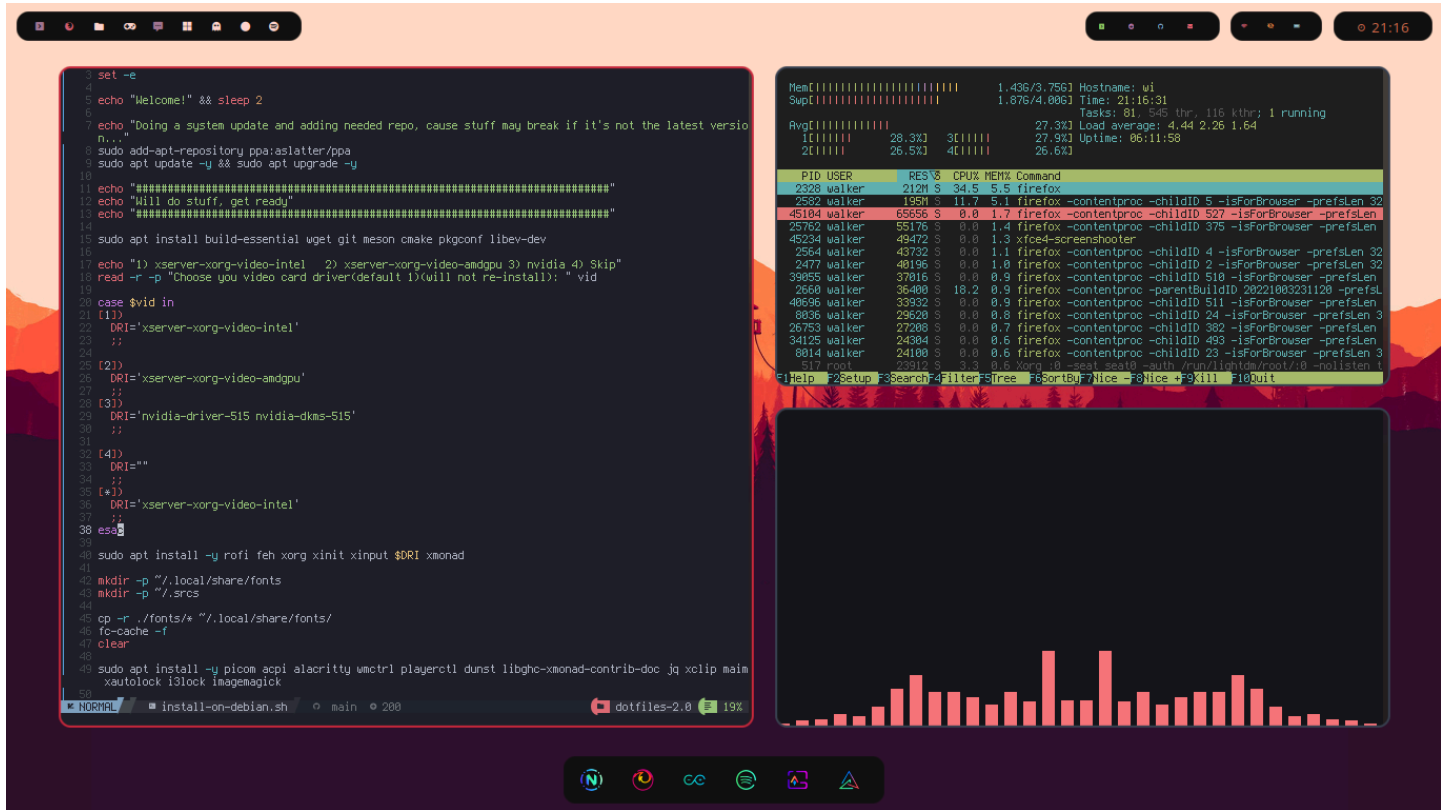 21:16
3 set -e
4
5 echo "Welcome!" && sleep 2
6
7 echo "Doing a system update and adding needed repo, cause stuff may break if it's not the latest versio
n..."
8 sudo add-apt-repository ppa:aslatter/ppa
9 sudo apt update -y && sudo apt upgrade -y
10
11 echo "###########################################################################"
12 echo "Will do stuff, get ready"
13 echo "###########################################################################"
14
15 sudo apt install build-essential wget git meson cmake pkgconf libev-dev
16
17 echo "1) xserver-xorg-video-intel   2) xserver-xorg-video-amdgpu 3) nvidia 4) Skip"
18 read -r -p "Choose you video card driver(default 1)(will not re-install): " vid
19
20 case $vid in
21 [1])
22   DRI='xserver-xorg-video-intel'
23   ;;
24
25 [2])
26   DRI='xserver-xorg-video-amdgpu'
27   ;;
28 [3])
29   DRI='nvidia-driver-515 nvidia-dkms-515'
30   ;;
31
32 [4])
33   DRI=""
34   ;;
35 [*])
36   DRI='xserver-xorg-video-intel'
37   ;;
38 esac
39
40 sudo apt install -y rofi feh xorg xinit xinput $DRI xmonad
41
42 mkdir -p ~/.local/share/fonts
43 mkdir -p ~/.srcs
44
45 cp -r ./fonts/* ~/.local/share/fonts/
46 fc-cache -f
47 clear
48
49 sudo apt install -y picom acpi alacritty wmctrl playerctl dunst libghc-xmonad-contrib-doc jq xclip maim
xautolock i3lock imagemagick
50
NORMAL install-on-debian.sh main 200 dotfiles-2.0 19%
Mem[||||||||||||||||||||||| 1.43G/3.75G] Hostname: wi
Swp[|||||||||||||||||||| 1.87G/4.00G] Time: 21:16:31
Tasks: 81, 545 thr, 116 kthr; 1 running
Avg[|||||||||||| 27.3%] Load average: 4.44 2.26 1.64
1[|||||| 28.3%] 3[|||||| 27.9%] Uptime: 06:11:58
2[||||| 26.5%] 4[||||| 26.6%]
PID USER RES S CPU% MEM% Command
2328 walker 212M S 34.5 5.5 firefox
2582 walker 195M S 11.7 5.1 firefox -contentproc -childID 5 -isForBrowser -prefsLen 32
45104 walker 65656 S 0.0 1.7 firefox -contentproc -childID 527 -isForBrowser -prefsLen
25762 walker 55176 S 0.0 1.4 firefox -contentproc -childID 375 -isForBrowser -prefsLen
45234 walker 49472 S 0.0 1.3 xfce4-screenshooter
2564 walker 43732 S 0.0 1.1 firefox -contentproc -childID 4 -isForBrowser -prefsLen 32
2477 walker 40196 S 0.0 1.0 firefox -contentproc -childID 2 -isForBrowser -prefsLen 32
39055 walker 37016 S 0.0 0.9 firefox -contentproc -childID 510 -isForBrowser -prefsLen
2660 walker 36400 S 18.2 0.9 firefox -contentproc -parentBuildID 20221003231120 -prefsL
40696 walker 33932 S 0.0 0.9 firefox -contentproc -childID 511 -isForBrowser -prefsLen
8036 walker 29620 S 0.0 0.8 firefox -contentproc -childID 24 -isForBrowser -prefsLen 3
26753 walker 27208 S 0.0 0.7 firefox -contentproc -childID 382 -isForBrowser -prefsLen
34125 walker 24304 S 0.0 0.6 firefox -contentproc -childID 493 -isForBrowser -prefsLen
8014 walker 24100 S 0.0 0.6 firefox -contentproc -childID 23 -isForBrowser -prefsLen 3
517 root 23912 S 3.3 0.6 Xorg :0 -seat seat0 -auth /run/lightdm/root/:0 -nolisten t
F1Help F2Setup F3SearchF4FilterF5Tree F6SortByF7Nice -F8Nice +F9Kill F10Quit